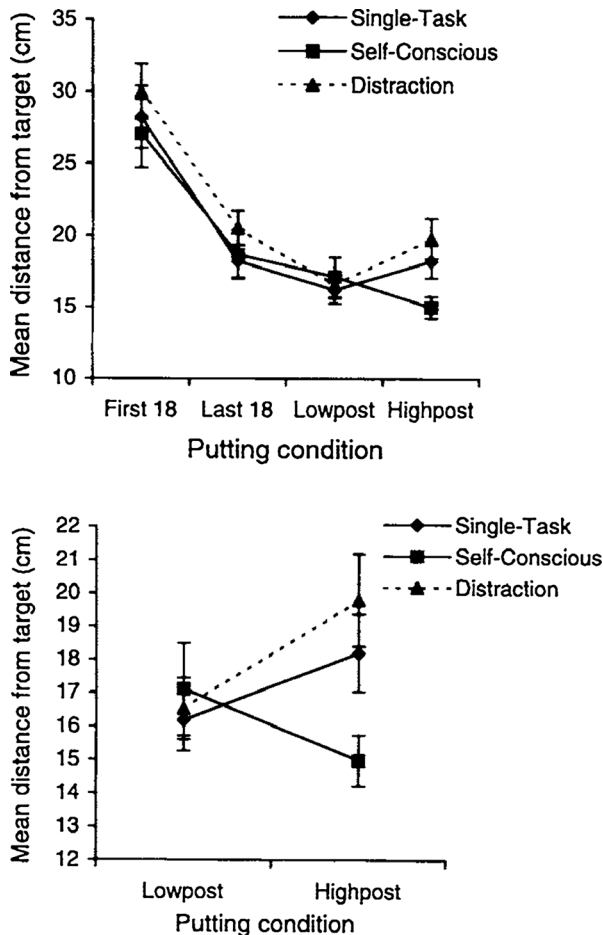 Single-Task
Self-Conscious
Distraction
Mean distance from target (cm)
35
30
25
20
15
10
First 18 Last 18 Lowpost Highpost
Putting condition
Single-Task
Self-Conscious
Distraction
Mean distance from target (cm)
22
21
20
19
18
17
16
15
14
13
12
Lowpost Highpost
Putting condition